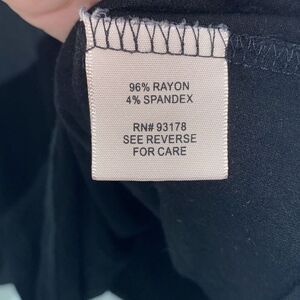 96% RAYON
4% SPANDEX
RN# 93178
SEE REVERSE
FOR CARE